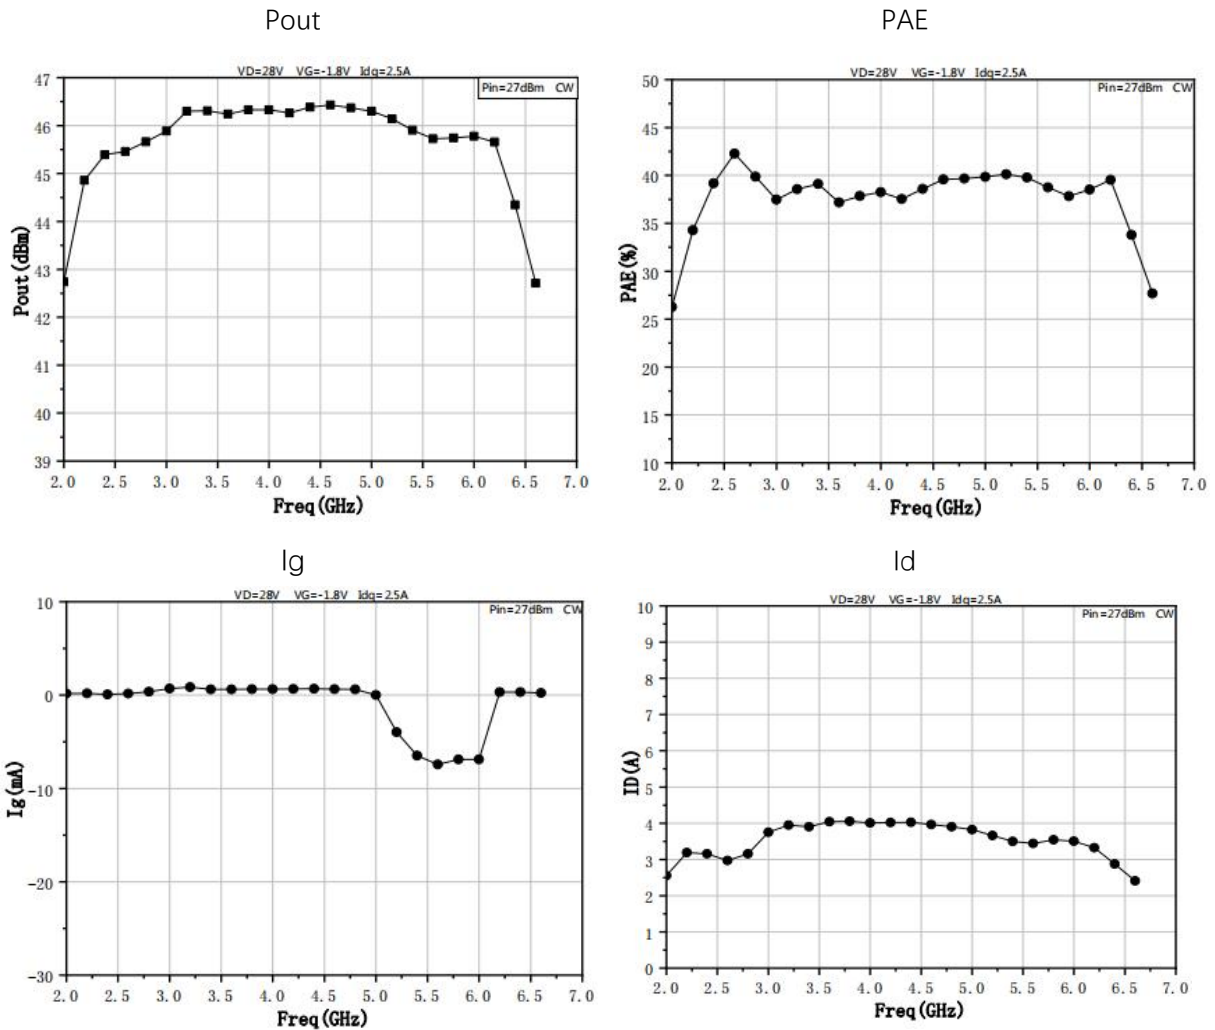 Pout
VD=28V VG=-1.8V Idq=2.5A
Pin=27dBm CW
47
46
45
44
43
42
41
40
39
Pout(dBm)
2.0 2.5 3.0 3.5 4.0 4.5 5.0 5.5 6.0 6.5 7.0
Freq(GHz)
PAE
VD=28V VG=-1.8V Idq=2.5A
Pin=27dBm CW
50
45
40
35
30
25
20
15
10
PAE(%)
2.0 2.5 3.0 3.5 4.0 4.5 5.0 5.5 6.0 6.5 7.0
Freq(GHz)
Ig
VD=28V VG=-1.8V Idq=2.5A
Pin=27dBm CW
10
0
-10
-20
-30
Ig(mA)
2.0 2.5 3.0 3.5 4.0 4.5 5.0 5.5 6.0 6.5 7.0
Freq(GHz)
Id
VD=28V VG=-1.8V Idq=2.5A
Pin=27dBm CW
10
9
8
7
6
5
4
3
2
1
0
ID(A)
2.0 2.5 3.0 3.5 4.0 4.5 5.0 5.5 6.0 6.5 7.0
Freq(GHz)